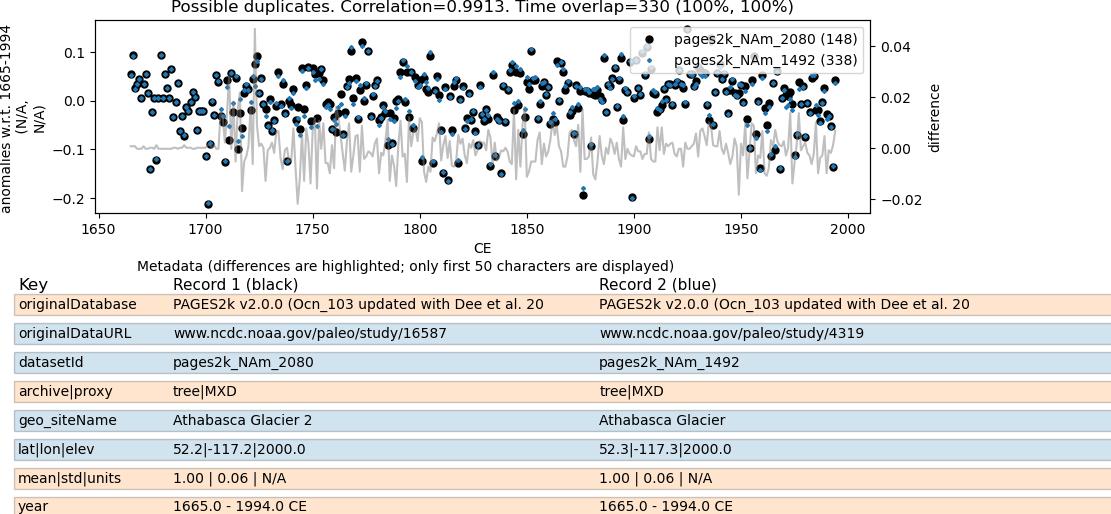 Possible duplicates. Correlation=0.9913. Time overlap=330 (100%, 100%)
anomalies w.r.t. 1665-1994
(N/A,
N/A)
0.1
0.0
−0.1
−0.2
pages2k_NAm_2080 (148)
pages2k_NAm_1492 (338)
0.04
0.02
0.00
−0.02
difference
1650
1700
1750
1800
1850
1900
1950
2000
CE
Metadata (differences are highlighted; only first 50 characters are displayed)
Key Record 1 (black) Record 2 (blue)
originalDatabase PAGES2k v2.0.0 (Ocn_103 updated with Dee et al. 20 PAGES2k v2.0.0 (Ocn_103 updated with Dee et al. 20
originalDataURL www.ncdc.noaa.gov/paleo/study/16587 www.ncdc.noaa.gov/paleo/study/4319
datasetId pages2k_NAm_2080 pages2k_NAm_1492
archive|proxy tree|MXD tree|MXD
geo_siteName Athabasca Glacier 2 Athabasca Glacier
lat|lon|elev 52.2|-117.2|2000.0 52.3|-117.3|2000.0
mean|std|units 1.00 | 0.06 | N/A 1.00 | 0.06 | N/A
year 1665.0 - 1994.0 CE 1665.0 - 1994.0 CE